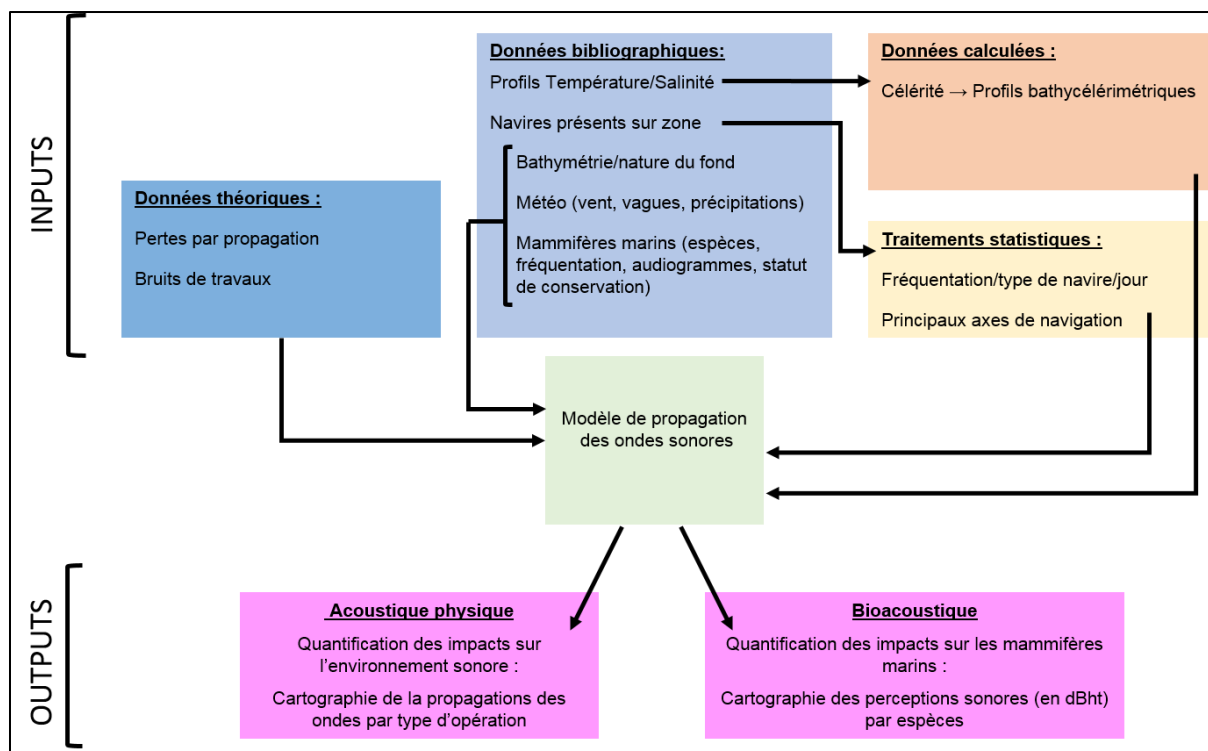 INPUTS
Données théoriques :
Pertes par propagation
Bruits de travaux
Données bibliographiques:
Profils Température/Salinité
Navires présents sur zone
Bathymétrie/nature du fond
Météo (vent, vagues, précipitations)
Mammifères marins (espèces,
fréquentation, audiogrammes, statut
de conservation)
Données calculées :
Célérité → Profils bathycélérimétriques
Traitements statistiques :
Fréquentation/type de navire/jour
Principaux axes de navigation
Modèle de propagation
des ondes sonores
OUTPUTS
Acoustique physique
Quantification des impacts sur
l’environnement sonore :
Cartographie de la propagations des
ondes par type d’opération
Bioacoustique
Quantification des impacts sur les mammifères
marins :
Cartographie des perceptions sonores (en dBht)
par espèces